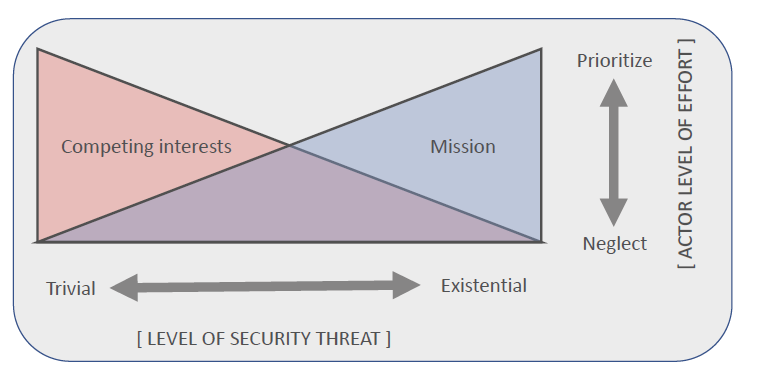 Prioritize
Competing interests
Mission
Neglect
[ ACTOR LEVEL OF EFFORT ]
Trivial
Existential
[ LEVEL OF SECURITY THREAT ]